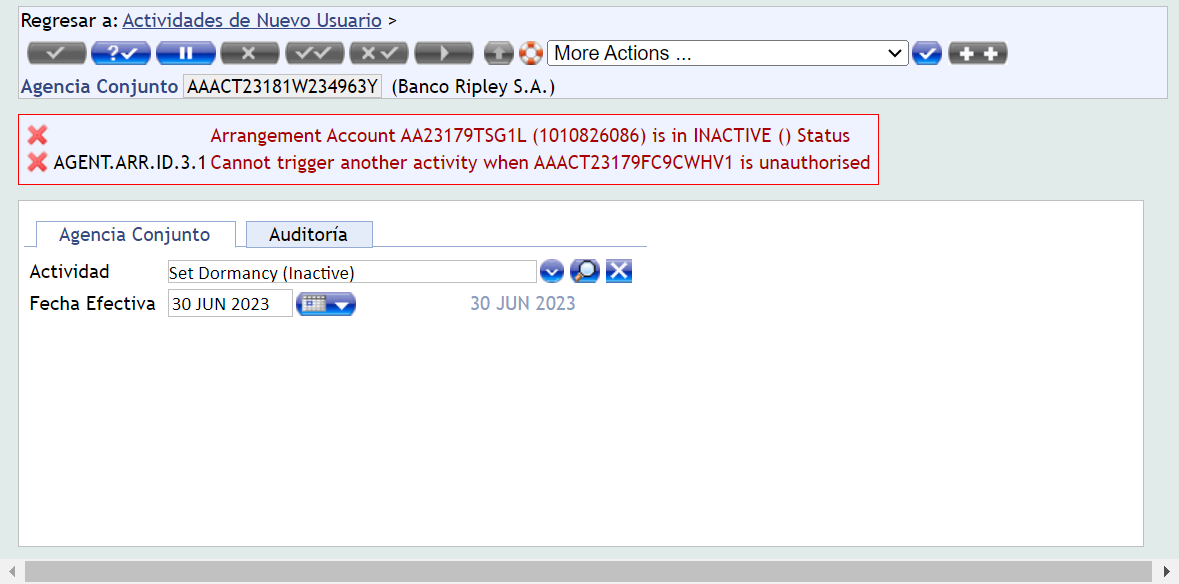 Regresar a: Actividades de Nuevo Usuario >
More Actions ...
Agencia Conjunto AAACT23181W234963Y (Banco Ripley S.A.)
Arrangement Account AA23179TSG1L (1010826086) is in INACTIVE () Status
AGENT.ARR.ID.3.1 Cannot trigger another activity when AAACT23179FC9CWHV1 is unauthorised
Agencia Conjunto Auditoría
Actividad Set Dormancy (Inactive)
Fecha Efectiva 30 JUN 2023 30 JUN 2023